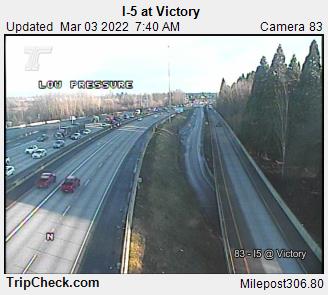 I-5 at Victory
Updated Mar 03 2022 7:40 AM Camera 83
T
LOW PRESSURE
N
83 - I5 @ Victory
TripCheck.com Milepost306.80